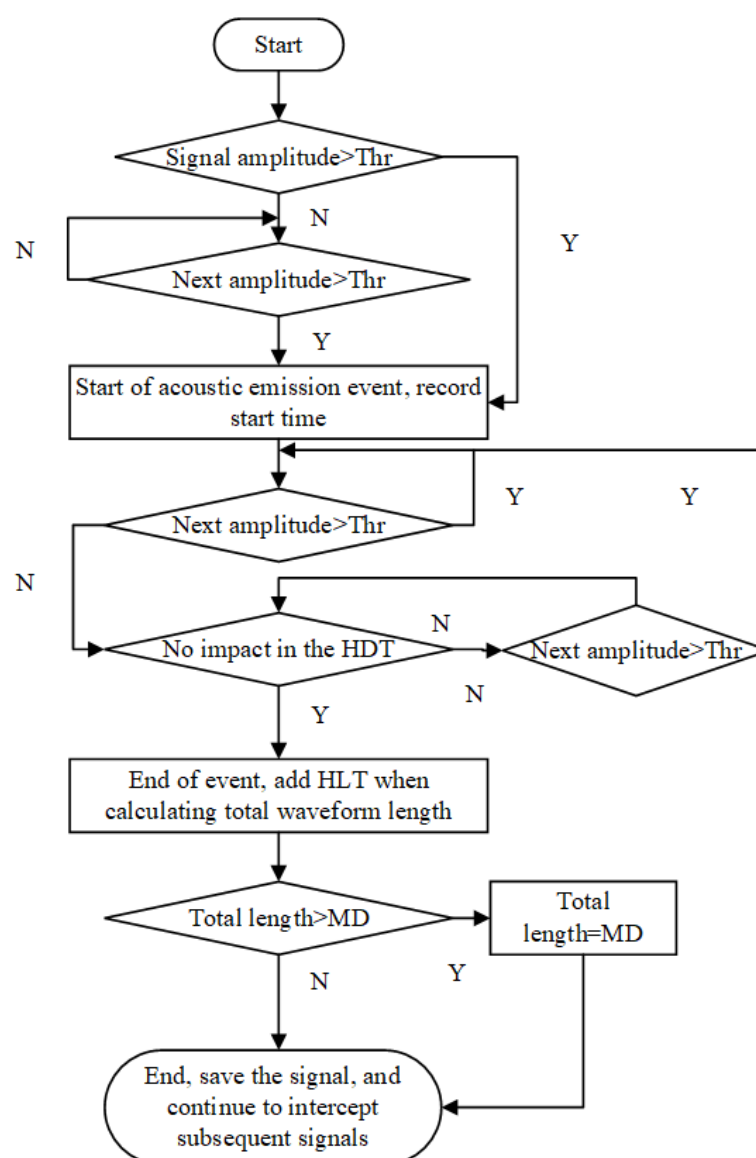 Start
Signal amplitude>Thr
N
Y
N
Next amplitude>Thr
Y
Start of acoustic emission event, record
start time
Y
Y
Next amplitude>Thr
N
N
No impact in the HDT
Next amplitude>Thr
N
Y
End of event, add HLT when
calculating total waveform length
Total length>MD
Total
length=MD
Y
N
End, save the signal, and
continue to intercept
subsequent signals